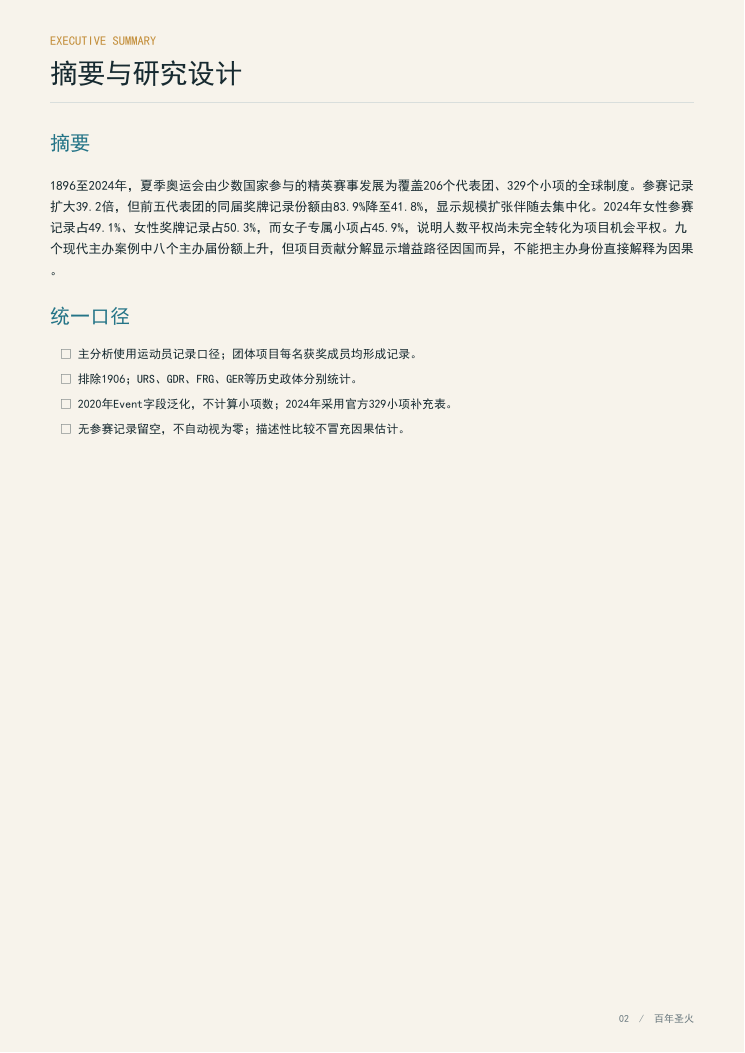 EXECUTIVE SUMMARY
摘要与研究设计
摘要
1896至2024年，夏季奥运会由少数国家参与的精英赛事发展为覆盖206个代表团、329个小项的全球制度。参赛记录
扩大39.2倍，但前五代表团的同届奖牌记录份额由83.9%降至41.8%，显示规模扩张伴随去集中化。2024年女性参赛
记录占49.1%、女性奖牌记录占50.3%，而女子专属小项占45.9%，说明人数平权尚未完全转化为项目机会平权。九
个现代主办案例中八个主办届份额上升，但项目贡献分解显示增益路径因国而异，不能把主办身份直接解释为因果
。
统一口径
□ 主分析使用运动员记录口径；团体项目每名获奖成员均形成记录。
□ 排除1906；URS、GDR、FRG、GER等历史政体分别统计。
□ 2020年Event字段泛化，不计算小项数；2024年采用官方329小项补充表。
□ 无参赛记录留空，不自动视为零；描述性比较不冒充因果估计。
02 / 百年圣火